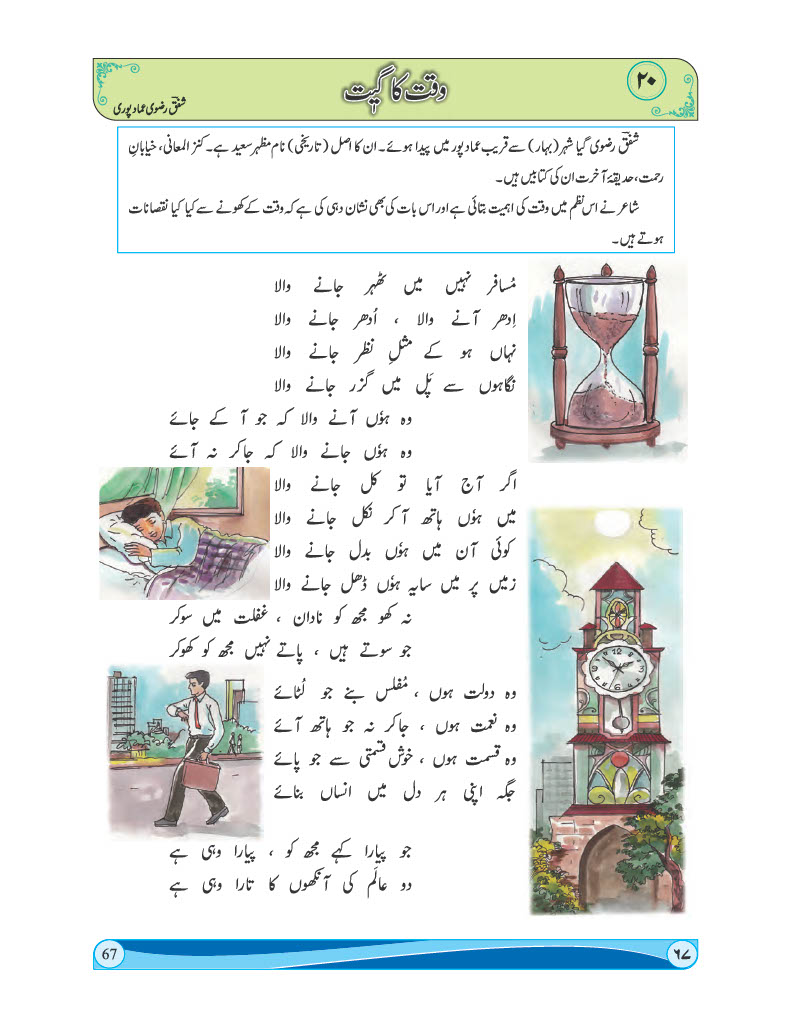 ۲۰
وقت کا گیت
شفقؔ رضوی عمادپوری
شفقؔ رضوی گیا شہر (بہار) سے قریب عمادپور میں پیدا ہوئے۔ ان کا اصل (تاریخی) نام مظہر سعید ہے۔ کنز المعانی، خیابانِ
رحمت، حدیقۂ آخرت ان کی کتابیں ہیں۔
شاعر نے اس نظم میں وقت کی اہمیت بتائی ہے اور اس بات کی بھی نشان دہی کی ہے کہ وقت کے کھونے سے کیا کیا نقصانات
ہوتے ہیں۔
مُسافر نہیں میں ٹھہر جانے والا
اِدھر آنے والا ، اُدھر جانے والا
نہاں ہو کے مثلِ نظر جانے والا
نگاہوں سے پَل میں گزر جانے والا
وہ ہوٗں آنے والا کہ جو آ کے جائے
وہ ہوٗں جانے والا کہ جاکر نہ آئے
اگر آج آیا تو کل جانے والا
میں ہوٗں ہاتھ آکر نکل جانے والا
کوئی آن میں ہوٗں بدل جانے والا
زمیں پر میں سایہ ہوٗں ڈھل جانے والا
نہ کھو مجھ کو نادان ، غفلت میں سوکر
جو سوتے ہیں ، پاتے نہیں مجھ کو کھوکر
وہ دولت ہوں ، مُفلس بنے جو لُٹائے
وہ نعمت ہوں ، جاکر نہ جو ہاتھ آئے
وہ قسمت ہوں ، خوش قسمتی سے جو پائے
جگہ اپنی ہر دل میں انساں بنائے
جو پیارا کہے مجھ کو ، پیارا وہی ہے
دو عالَم کی آنکھوں کا تارا وہی ہے
67
۶۷